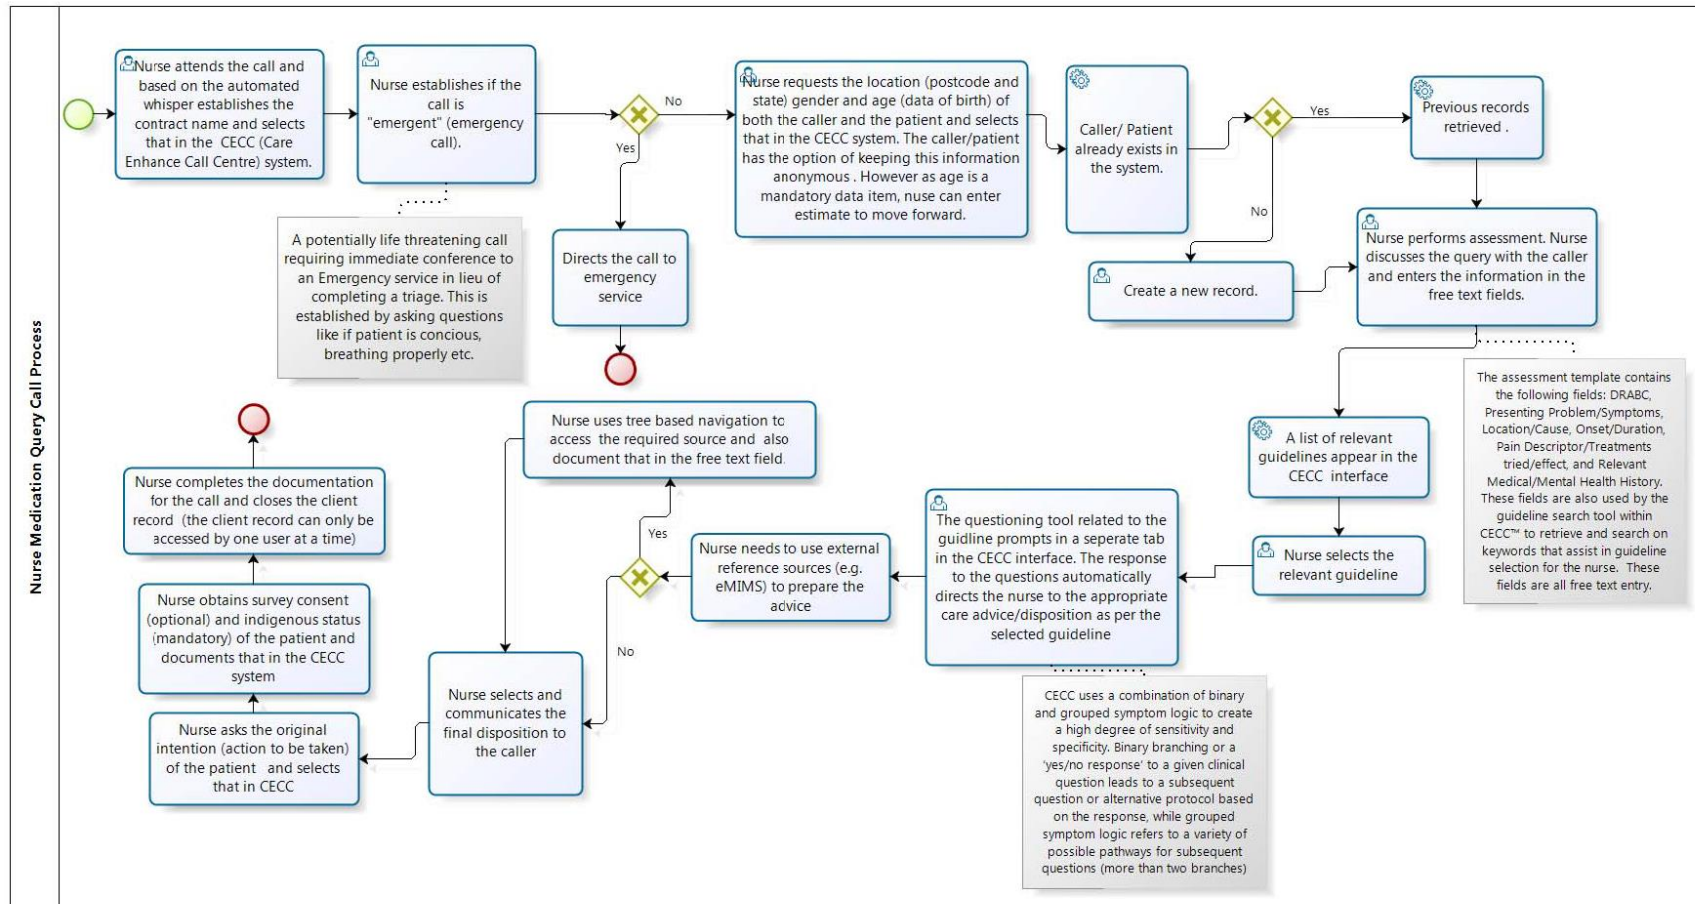 Nurse Medication Query Call Process
Nurse attends the call and
based on the automated
whisper establishes the
contract name and selects
that in the CECC (Care
Enhance Call Centre) system.
Nurse establishes if the
call is
"emergent" (emergency
call).
A potentially life threatening call
requiring immediate conference to
an Emergency service in lieu of
completing a triage. This is
established by asking questions
like if patient is concious,
breathing properly etc.
No
Yes
Directs the call to
emergency
service
Nurse requests the location (postcode and
state) gender and age (data of birth) of
both the caller and the patient and selects
that in the CECC system. The caller/patient
has the option of keeping this information
anonymous . However as age is a
mandatory data item, nuse can enter
estimate to move forward.
Caller/ Patient
already exists in
the system.
Yes
No
Previous records
retrieved .
Create a new record.
Nurse performs assessment. Nurse
discusses the query with the caller
and enters the information in the
free text fields.
The assessment template contains
the following fields: DRABC,
Presenting Problem/Symptoms,
Location/Cause, Onset/Duration,
Pain Descriptor/Treatments
tried/effect, and Relevant
Medical/Mental Health History.
These fields are also used by the
guideline search tool within
CECC™ to retrieve and search on
keywords that assist in guideline
selection for the nurse. These
fields are all free text entry.
A list of relevant
guidelines appear in the
CECC interface
Nurse selects the
relevant guideline
The questioning tool related to the
guidline prompts in a seperate tab
in the CECC interface. The response
to the questions automatically
directs the nurse to the appropriate
care advice/disposition as per the
selected guideline
CECC uses a combination of binary
and grouped symptom logic to create
a high degree of sensitivity and
specificity. Binary branching or a
'yes/no response' to a given clinical
question leads to a subsequent
question or alternative protocol based
on the response, while grouped
symptom logic refers to a variety of
possible pathways for subsequent
questions (more than two branches)
Nurse needs to use external
reference sources (e.g.
eMIMS) to prepare the
advice
Yes
No
Nurse uses tree based navigation to
access the required source and also
document that in the free text field.
Nurse selects and
communicates the
final disposition to
the caller
Nurse asks the original
intention (action to be taken)
of the patient and selects
that in CECC
Nurse obtains survey consent
(optional) and indigenous status
(mandatory) of the patient and
documents that in the CECC
system
Nurse completes the documentation
for the call and closes the client
record (the client record can only be
accessed by one user at a time)